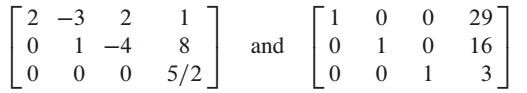 2 −3 2 1 1 0 0 29
0 1 −4 8 and 0 1 0 16
0 0 0 5/2 0 0 1 3